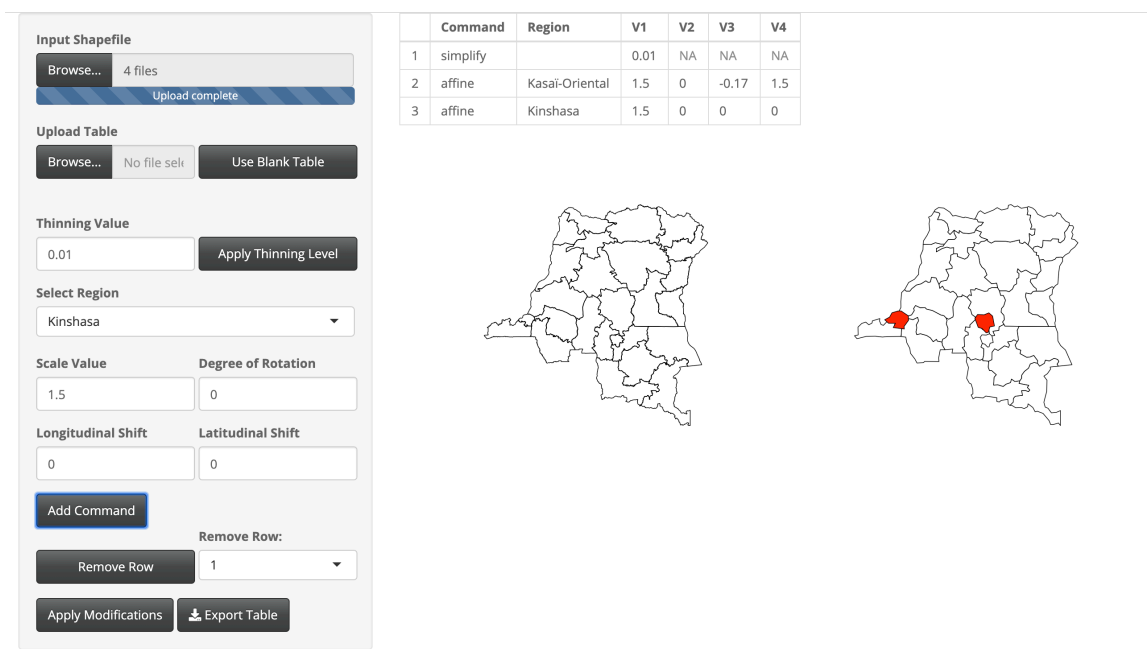 Input Shapefile
Browse... 4 files
Upload complete
Upload Table
Browse... No file sele Use Blank Table
Thinning Value
0.01 Apply Thinning Level
Select Region
Kinshasa
Scale Value Degree of Rotation
1.5 0
Longitudinal Shift Latitudinal Shift
0 0
Add Command
Remove Row:
Remove Row 1
Apply Modifications Export Table
Command Region V1 V2 V3 V4
1 simplify 0.01 NA NA NA
2 affine Kasaï-Oriental 1.5 0 -0.17 1.5
3 affine Kinshasa 1.5 0 0 0